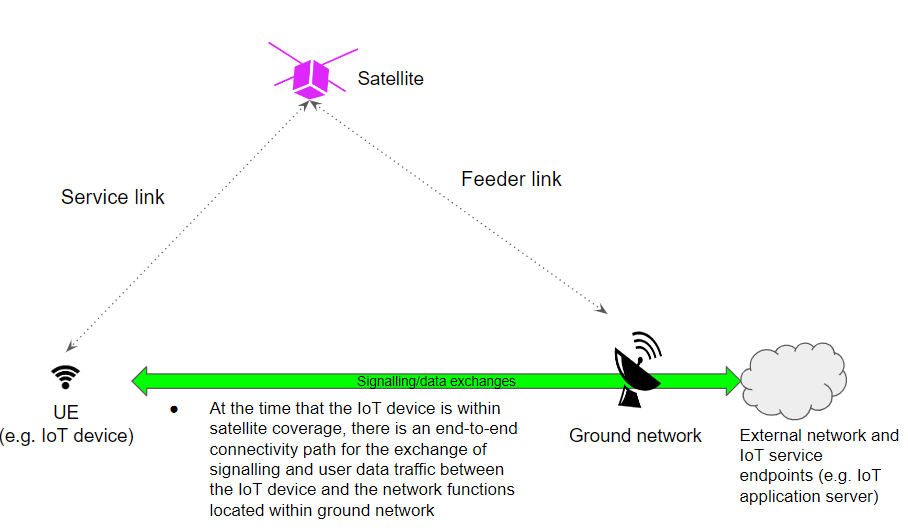 Satellite
Service link
Feeder link
Signalling/data exchanges
UE
(e.g. IoT device)
● At the time that the IoT device is within
satellite coverage, there is an end-to-end
connectivity path for the exchange of
signalling and user data traffic between
the IoT device and the network functions
located within ground network
Ground network
External network and
IoT service
endpoints (e.g. IoT
application server)